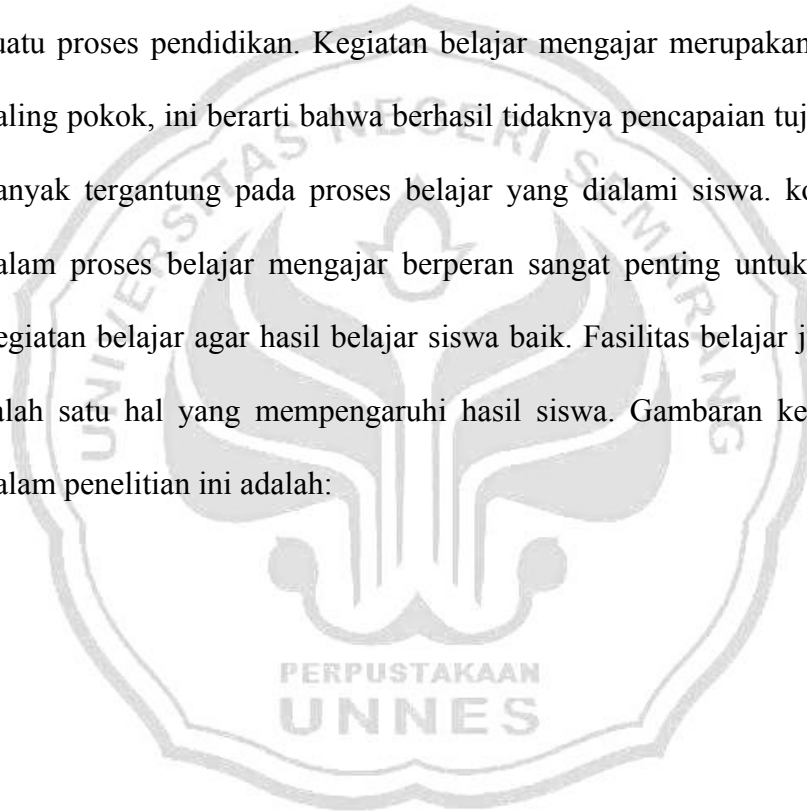 uatu proses pendidikan. Kegiatan belajar mengajar merupakan
aling pokok, ini berarti bahwa berhasil tidaknya pencapaian tuj
anyak tergantung pada proses belajar yang dialami siswa. ko
alam proses belajar mengajar berperan sangat penting untuk
egiatan belajar agar hasil belajar siswa baik. Fasilitas belajar j
alah satu hal yang mempengaruhi hasil siswa. Gambaran ke
alam penelitian ini adalah:
UNIVERSITAS NEGERI SEMARANG
PERPUSTAKAAN
UNNES